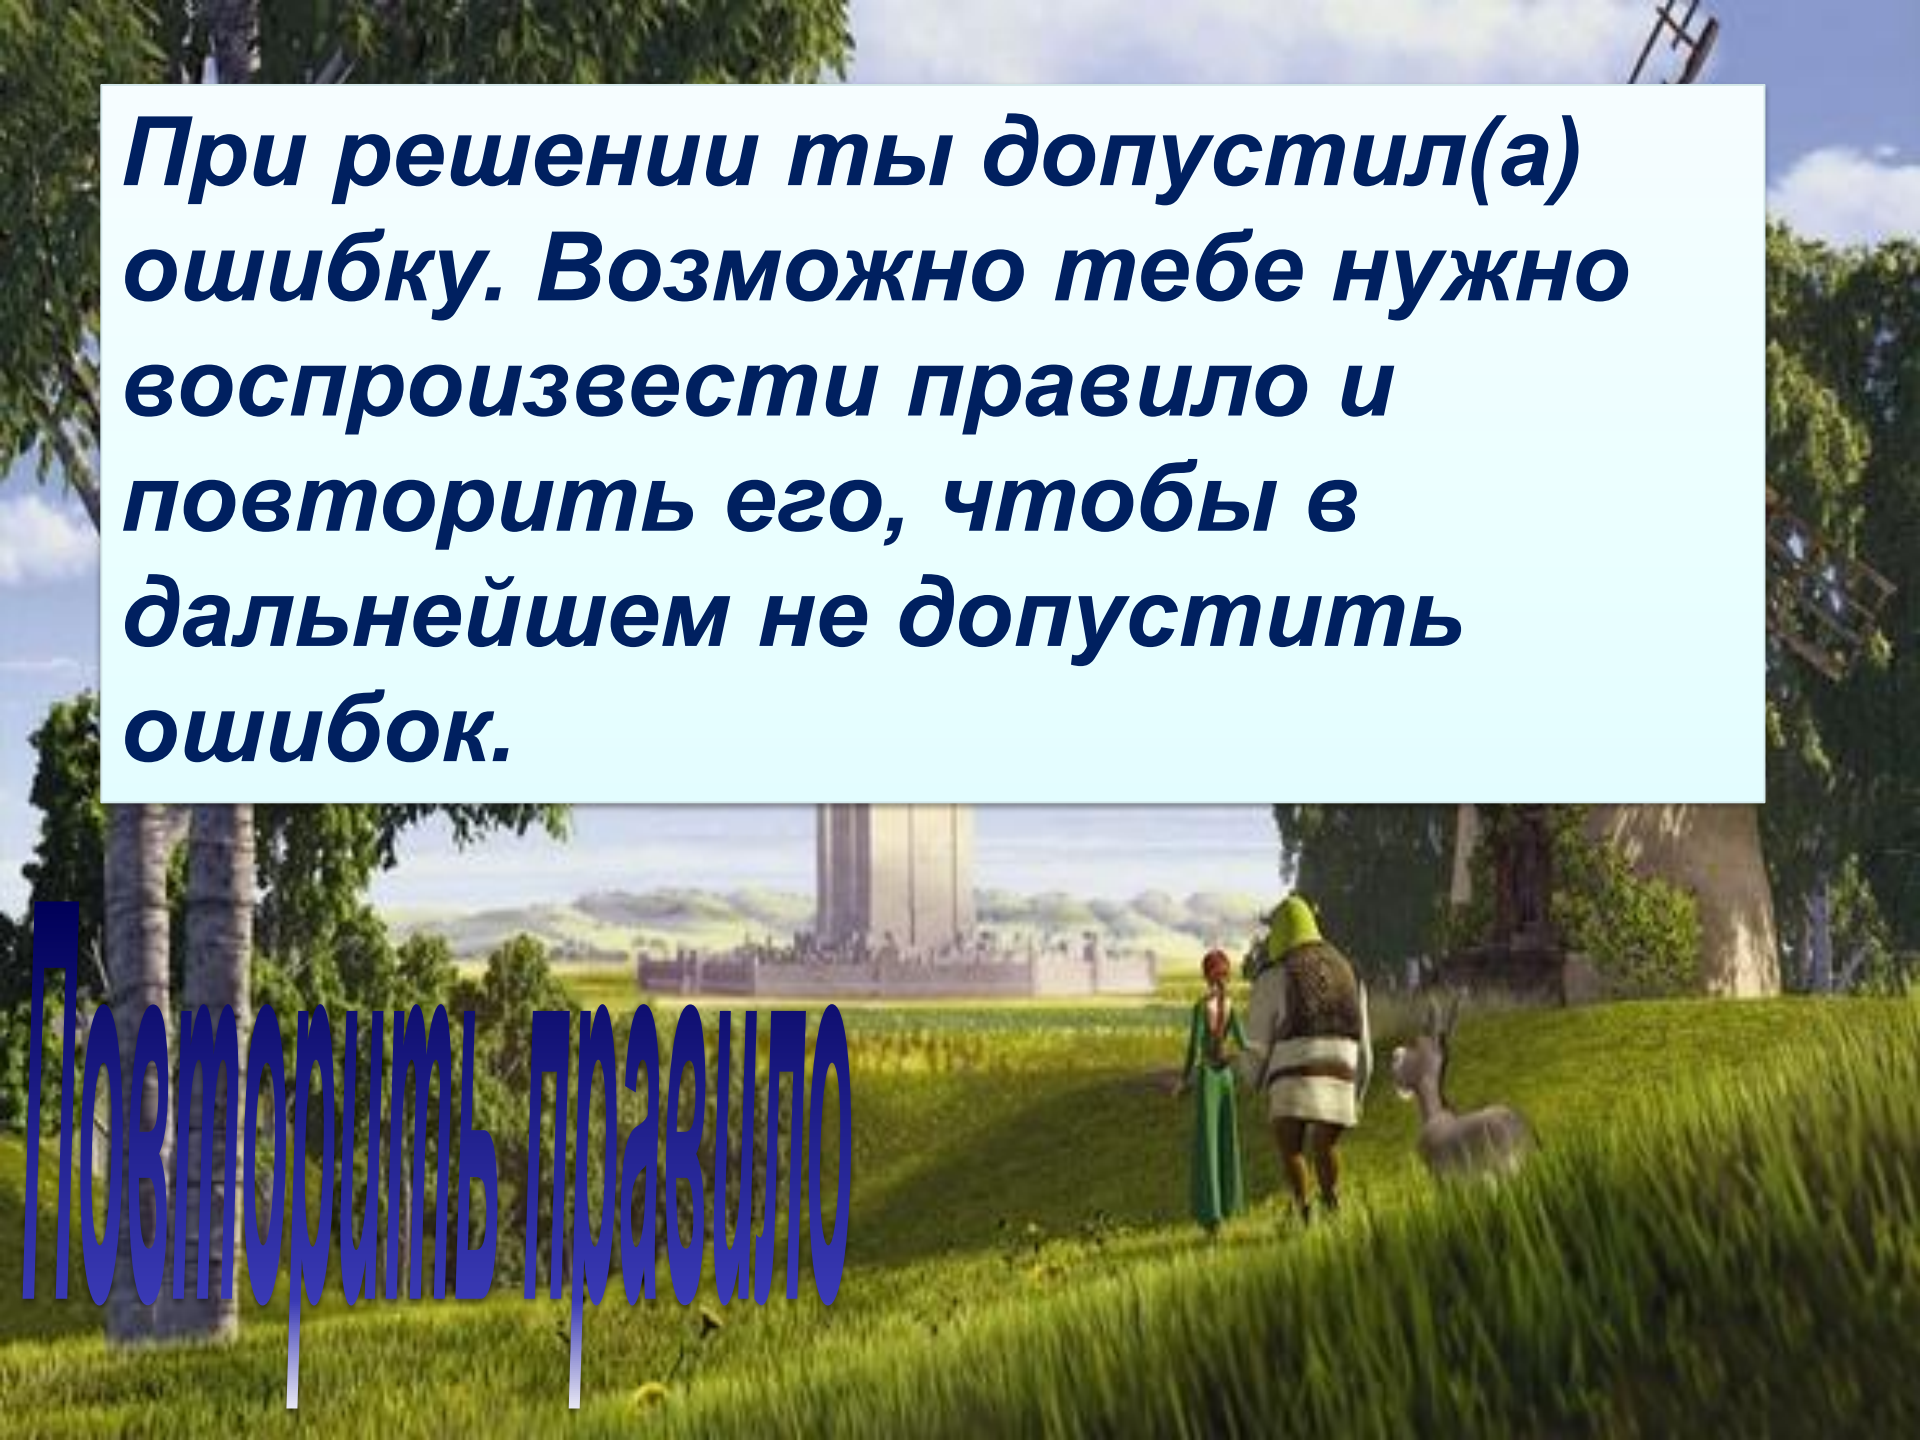 При решении ты допустил(а)
ошибку. Возможно тебе нужно
воспроизвести правило и
повторить его, чтобы в
дальнейшем не допустить
ошибок.
Повторить правило